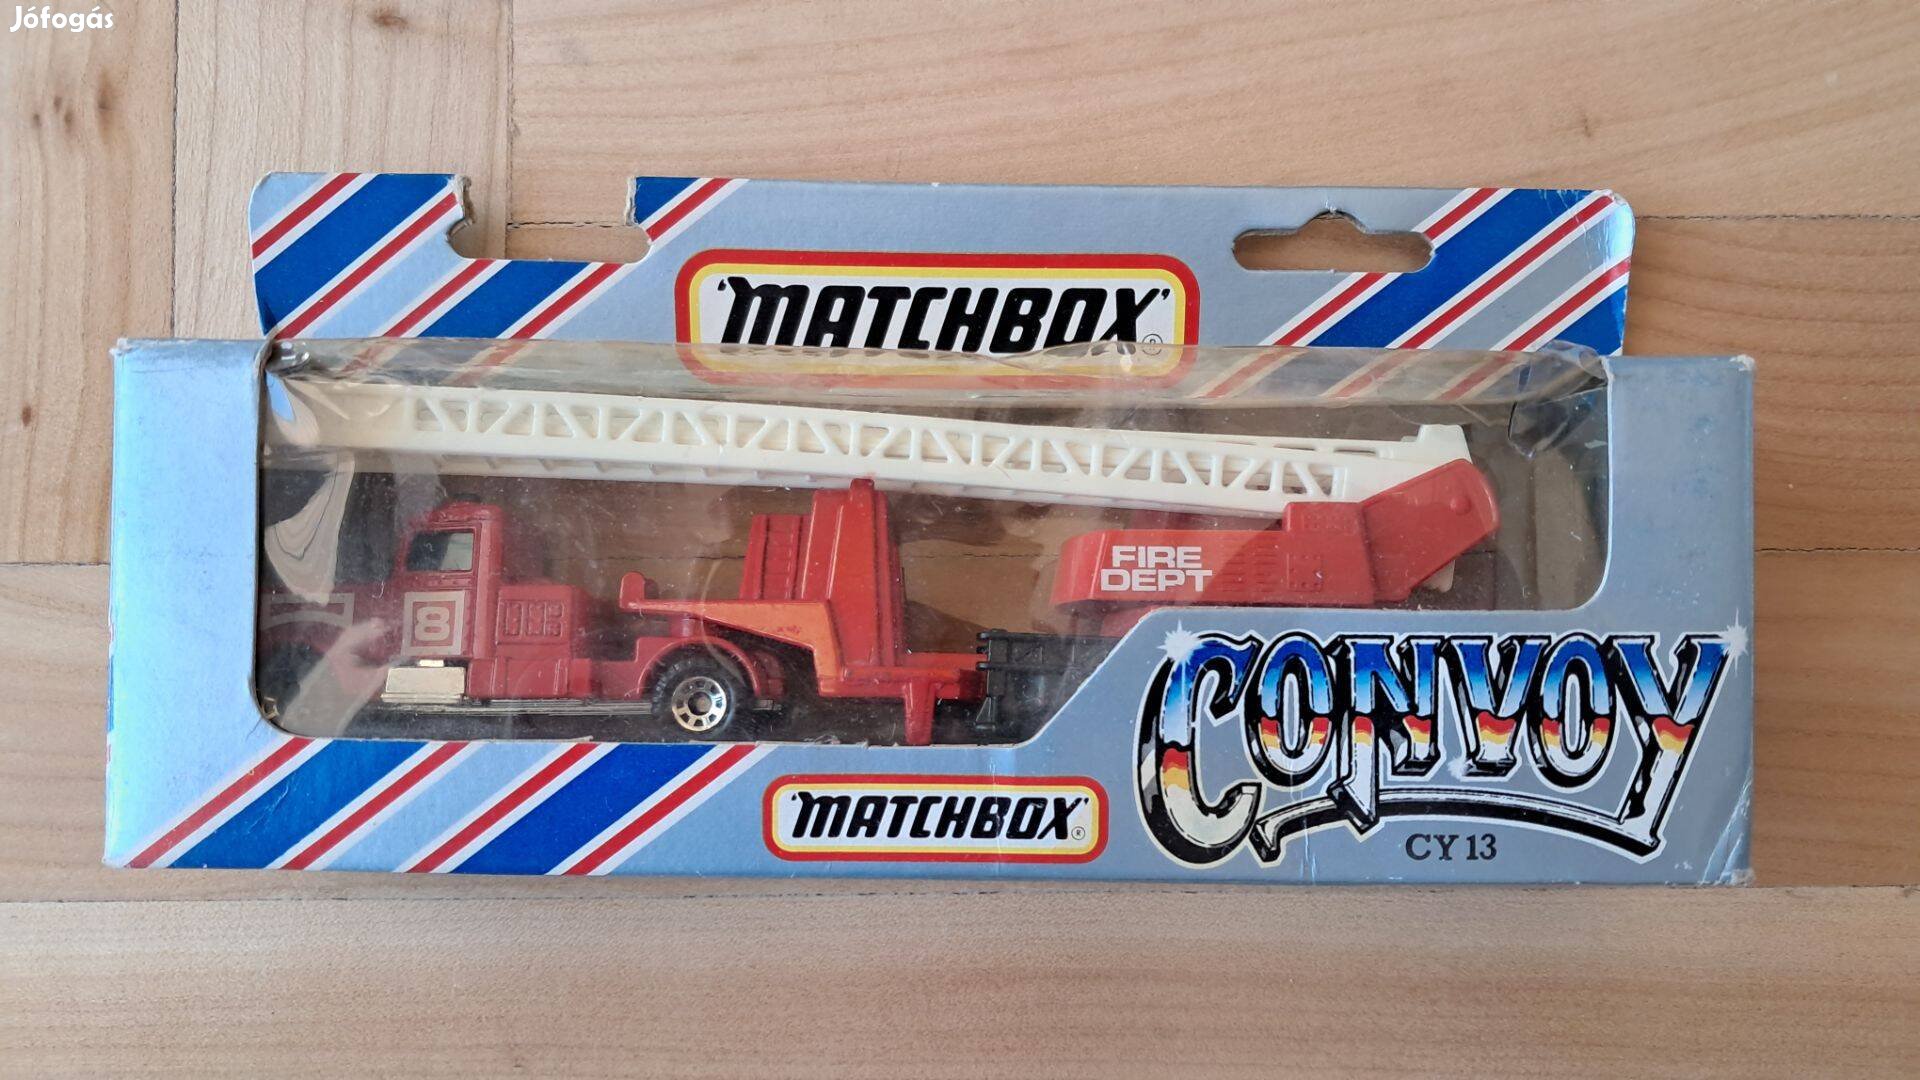 Jófogás
'MATCHBOX'®
8
FIRE
DEPT
CONVOY
'MATCHBOX'®
CY 13